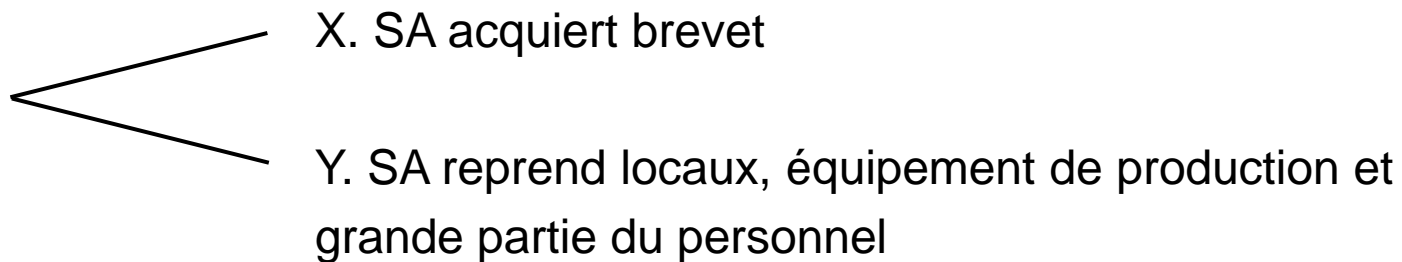 X. SA acquiert brevet
Y. SA reprend locaux, équipement de production et
grande partie du personnel